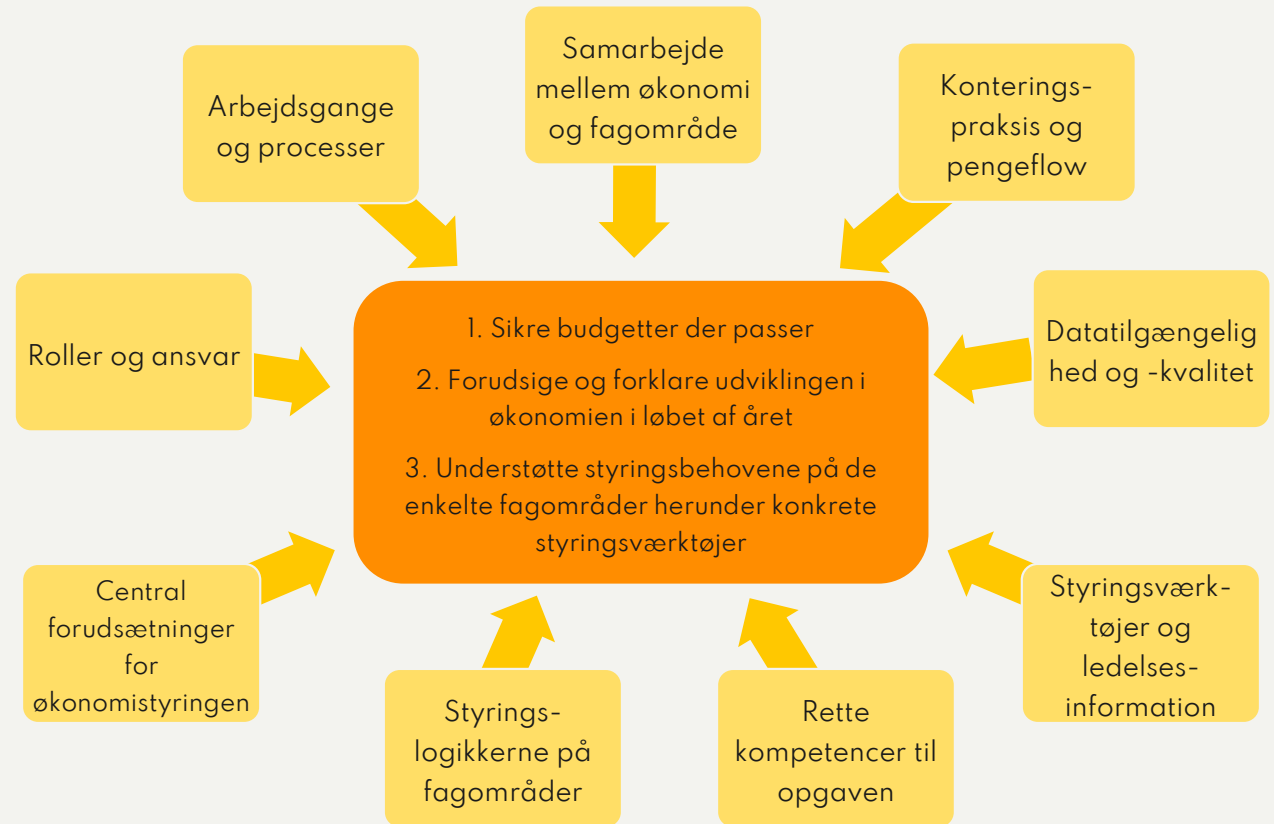 Samarbejde
mellem økonomi
og fagområde
Arbejdsgange
og processer
Konterings-
praksis og
pengeflow
Roller og ansvar
1. Sikre budgetter der passer
2. Forudsige og forklare udviklingen i
økonomien i løbet af året
3. Understøtte styringsbehovene på de
enkelte fagområder herunder konkrete
styringsværktøjer
Datatilgængelig
hed og -kvalitet
Central
forudsætninger
for
økonomistyringen
Styrings-
logikkerne på
fagområder
Rette
kompetencer til
opgaven
Styringsværk-
tøjer og
ledelses-
information